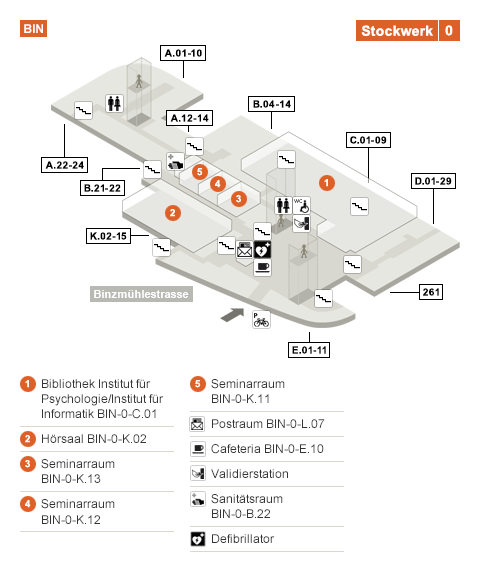 BIN
Stockwerk 0
A.01-10
B.04-14
A.12-14
C.01-09
A.22-24
B.21-22
D.01-29
5
4
3
1
2
WC
K.02-15
261
Binzmühlestrasse
P
E.01-11
1 Bibliothek Institut für
Psychologie/Institut für
Informatik BIN-0-C.01
2 Hörsaal BIN-0-K.02
3 Seminarraum
BIN-0-K.13
4 Seminarraum
BIN-0-K.12
5 Seminarraum
BIN-0-K.11
Postraum BIN-0-L.07
Cafeteria BIN-0-E.10
Validierstation
Sanitätsraum
BIN-0-B.22
Defibrillator